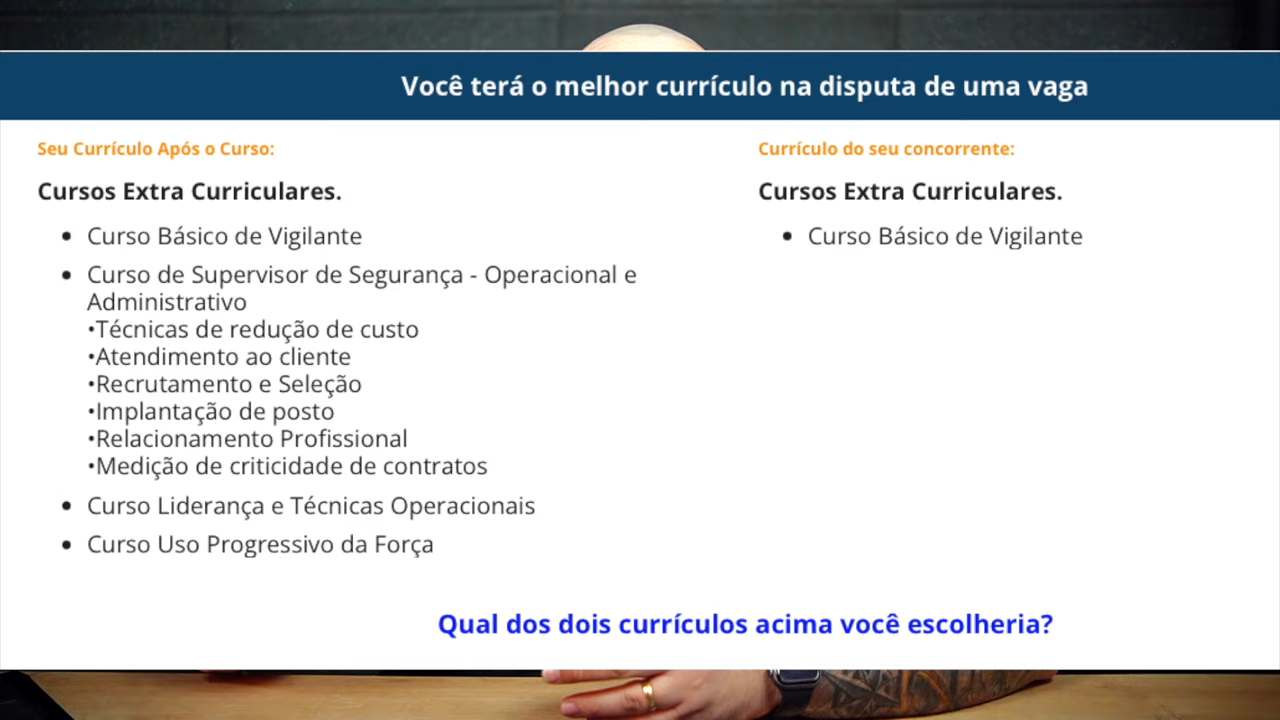 Você terá o melhor currículo na disputa de uma vaga
Seu Currículo Após o Curso:
Cursos Extra Curriculares.
• Curso Básico de Vigilante
• Curso de Supervisor de Segurança - Operacional e
Administrativo
•Técnicas de redução de custo
•Atendimento ao cliente
•Recrutamento e Seleção
•Implantação de posto
•Relacionamento Profissional
•Medição de criticidade de contratos
• Curso Liderança e Técnicas Operacionais
• Curso Uso Progressivo da Força
Currículo do seu concorrente:
Cursos Extra Curriculares.
• Curso Básico de Vigilante
Qual dos dois currículos acima você escolheria?